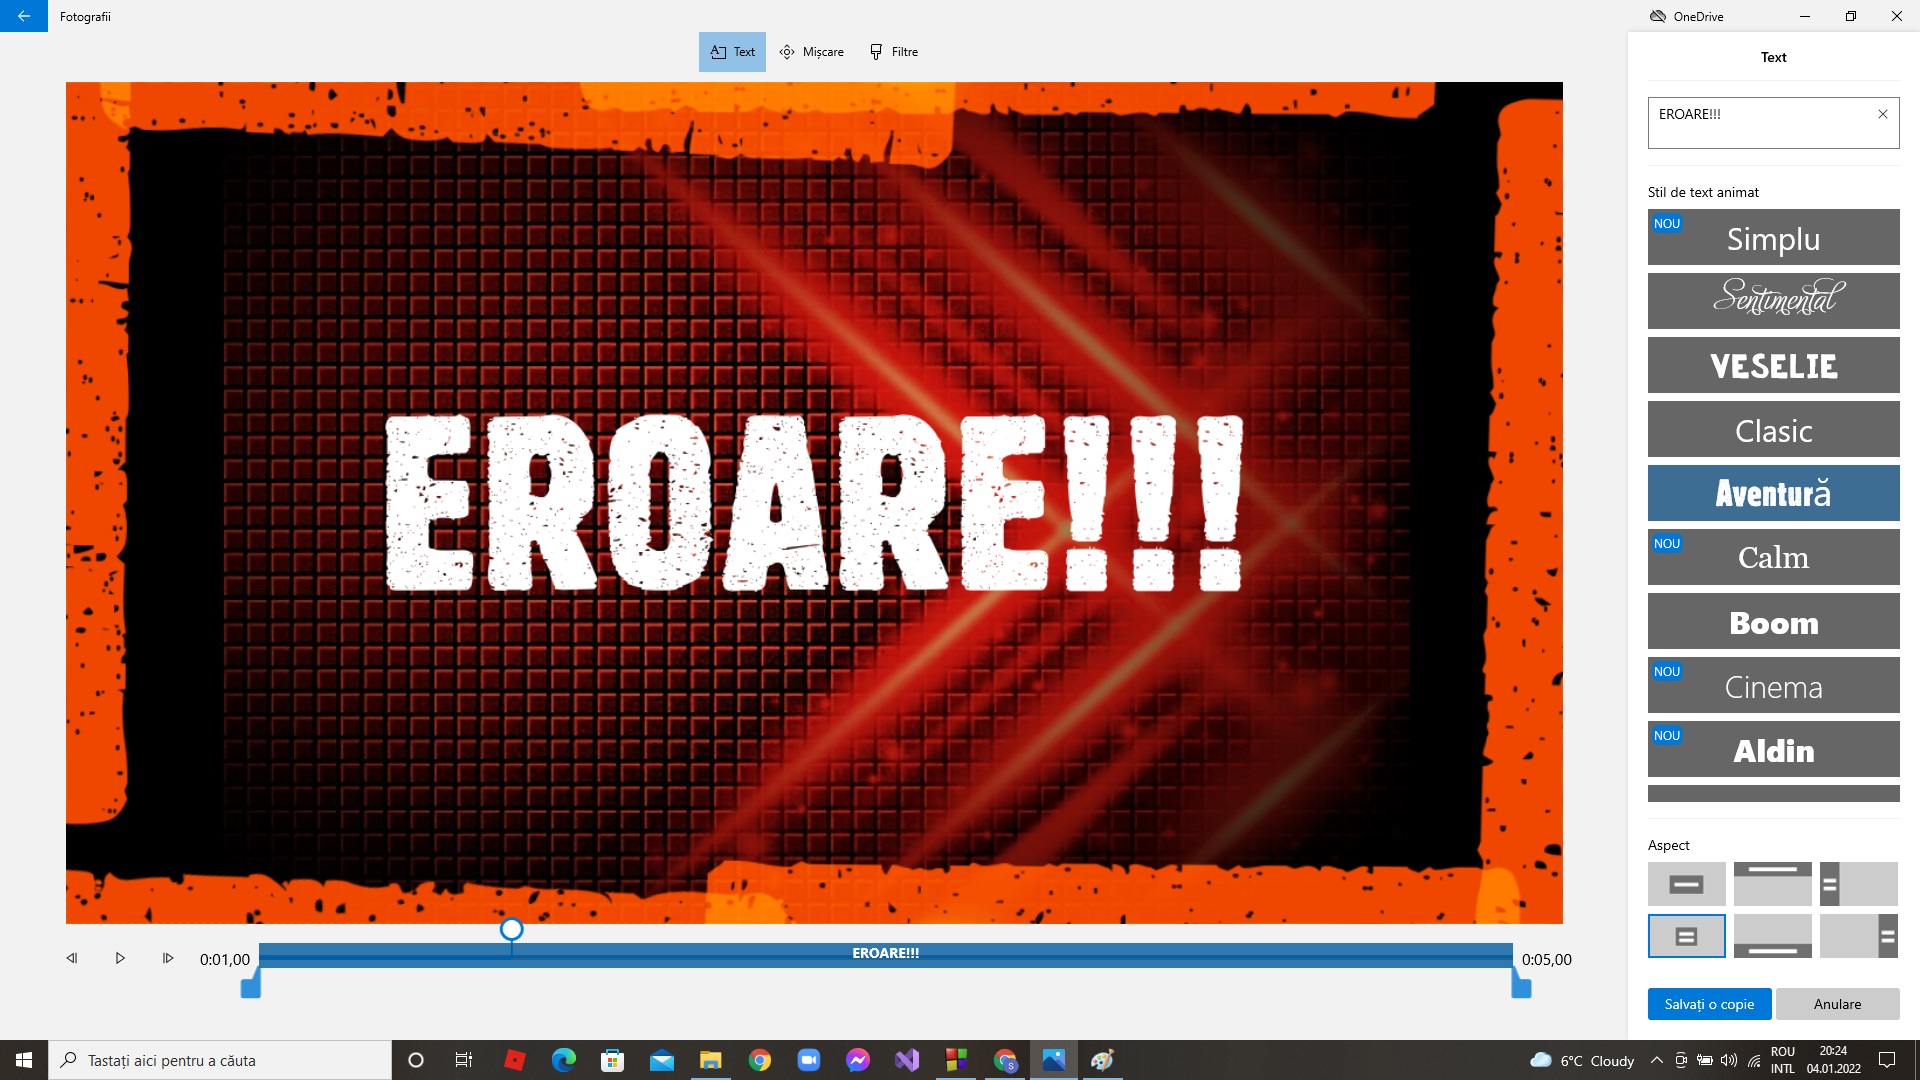 Fotografii
OneDrive
Text
Mișcare
Filtre
Text
EROARE!!!
Stil de text animat
NOU
Simplu
Sentimental
VESELIE
Clasic
Aventură
NOU
Calm
Boom
NOU
Cinema
NOU
Aldin
EROARE!!!
Aspect
0:01,00
EROARE!!!
0:05,00
Salvați o copie
Anulare
Tastați aici pentru a căuta
6°C Cloudy
ROU
INTL
20:24
04.01.2022